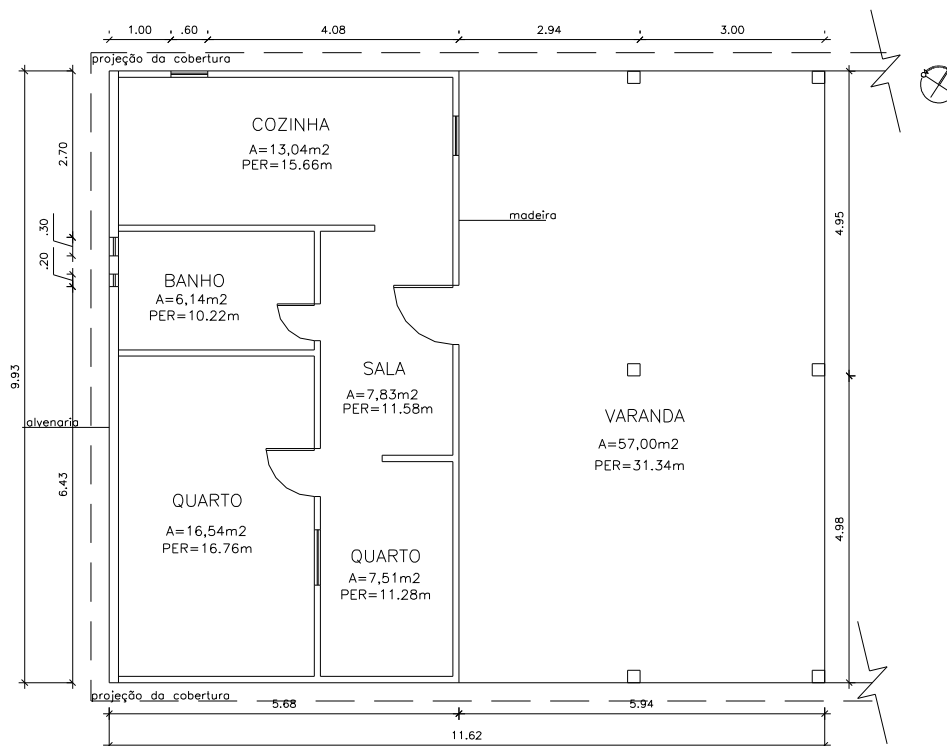 1.00
.60
4.08
2.94
3.00
projeção da cobertura
COZINHA
A=13,04m2
PER=15.66m
2.70
madeira
4.95
.30
.20
BANHO
A=6,14m2
PER=10.22m
9.93
SALA
A=7,83m2
PER=11.58m
alvenaria
VARANDA
A=57,00m2
PER=31.34m
6.43
QUARTO
A=16,54m2
PER=16.76m
4.98
QUARTO
A=7,51m2
PER=11.28m
projeção da cobertura
5.68
5.94
11.62